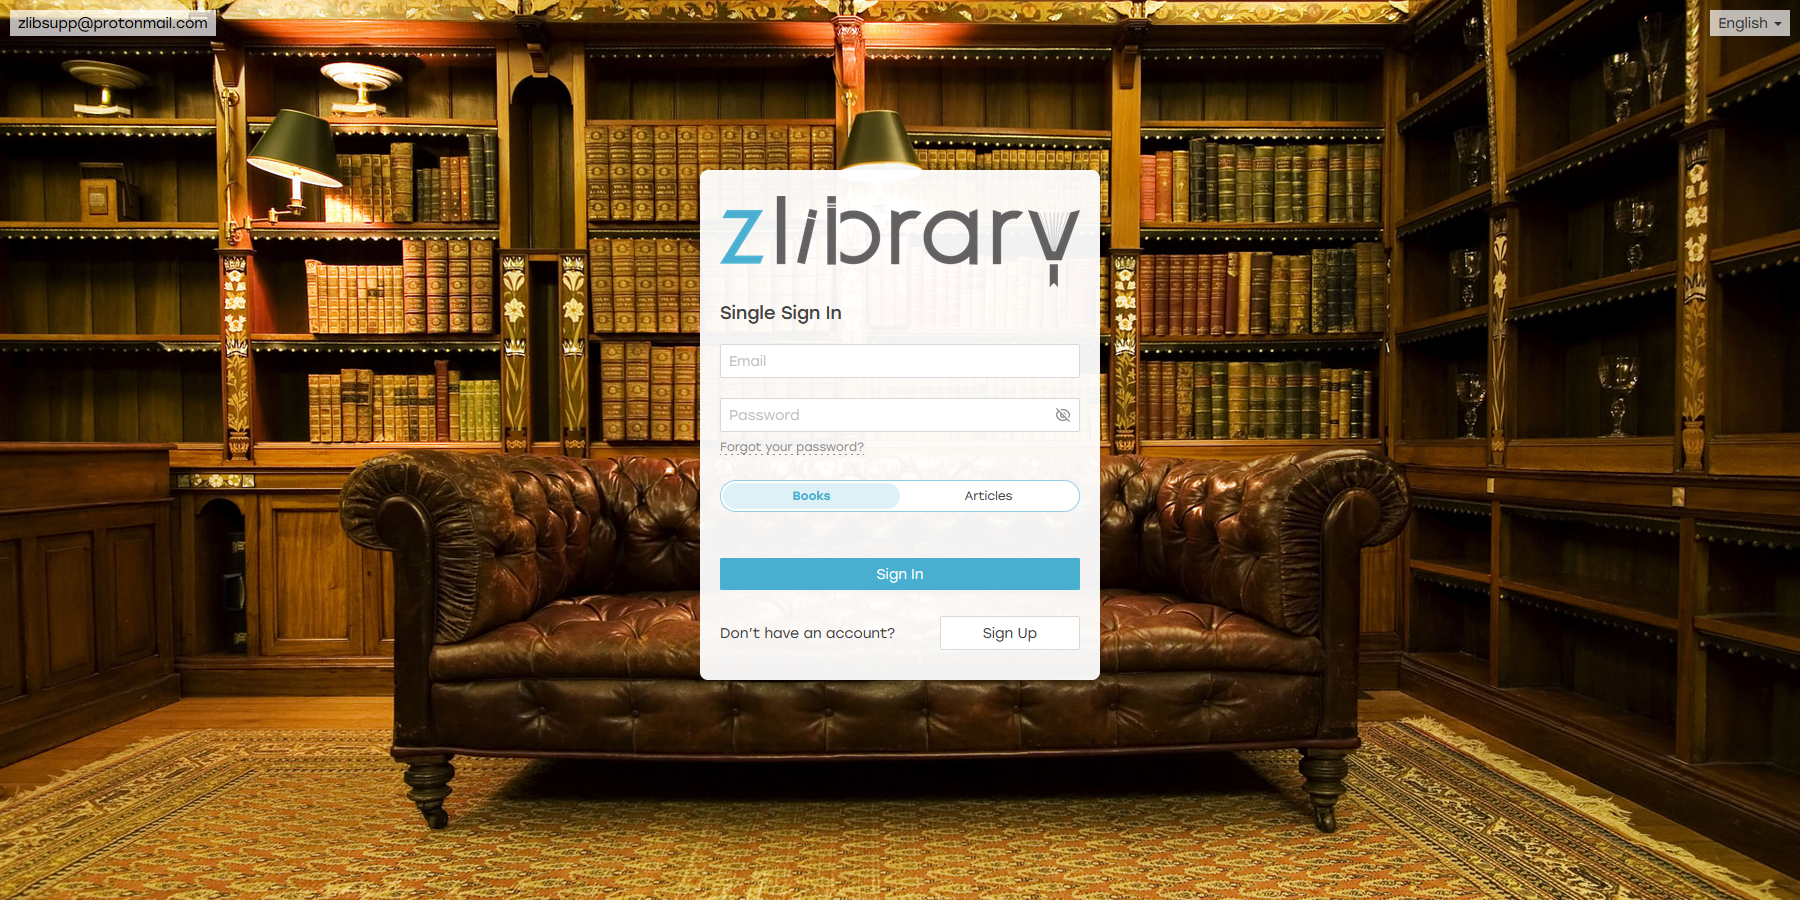 zlibsupp@protonmail.com
English
zlibrary
Single Sign In
Email
Password
Forgot your password?
Books
Articles
Sign In
Don't have an account?
Sign Up